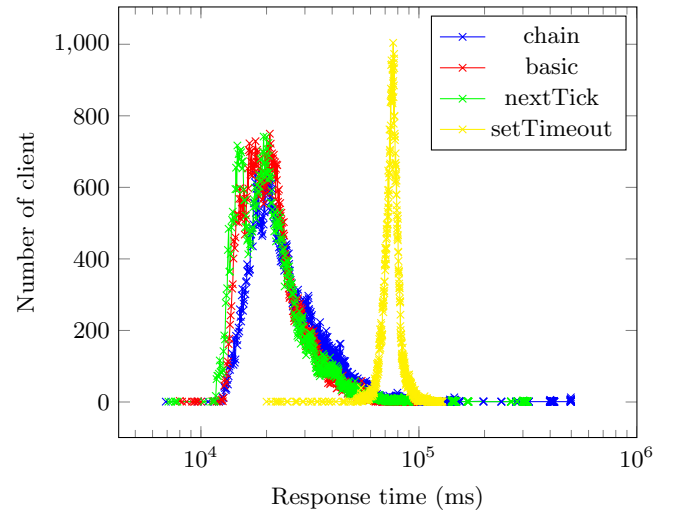 1,000
800
600
400
200
0
10^4
10^5
10^6
Response time (ms)
Number of client
chain
basic
nextTick
setTimeout